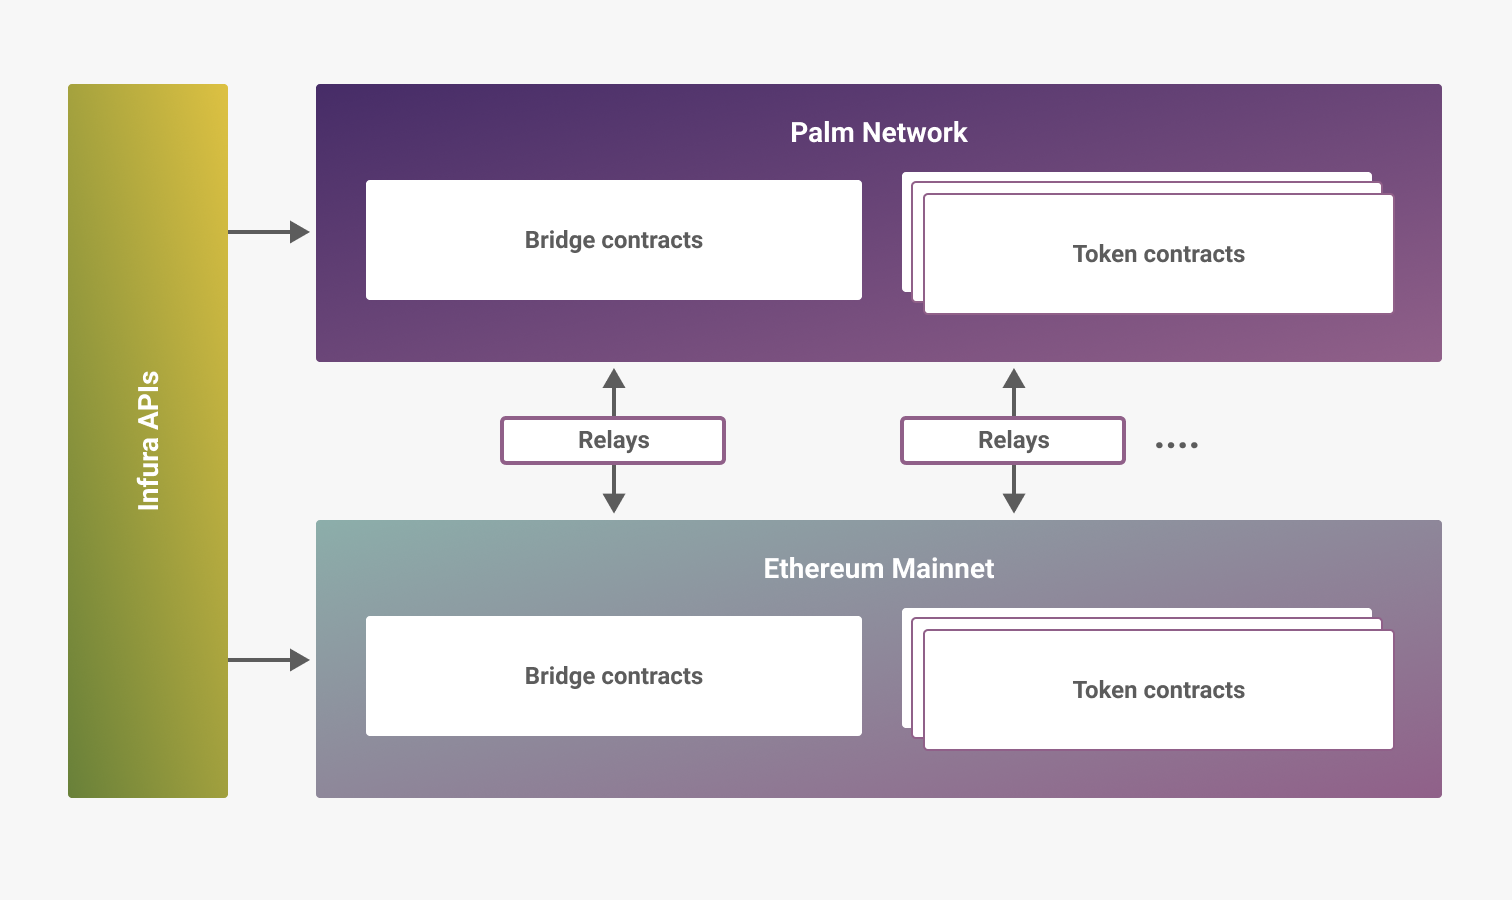 Infura APIs
Palm Network
Bridge contracts
Token contracts
Relays
Relays
....
Ethereum Mainnet
Bridge contracts
Token contracts